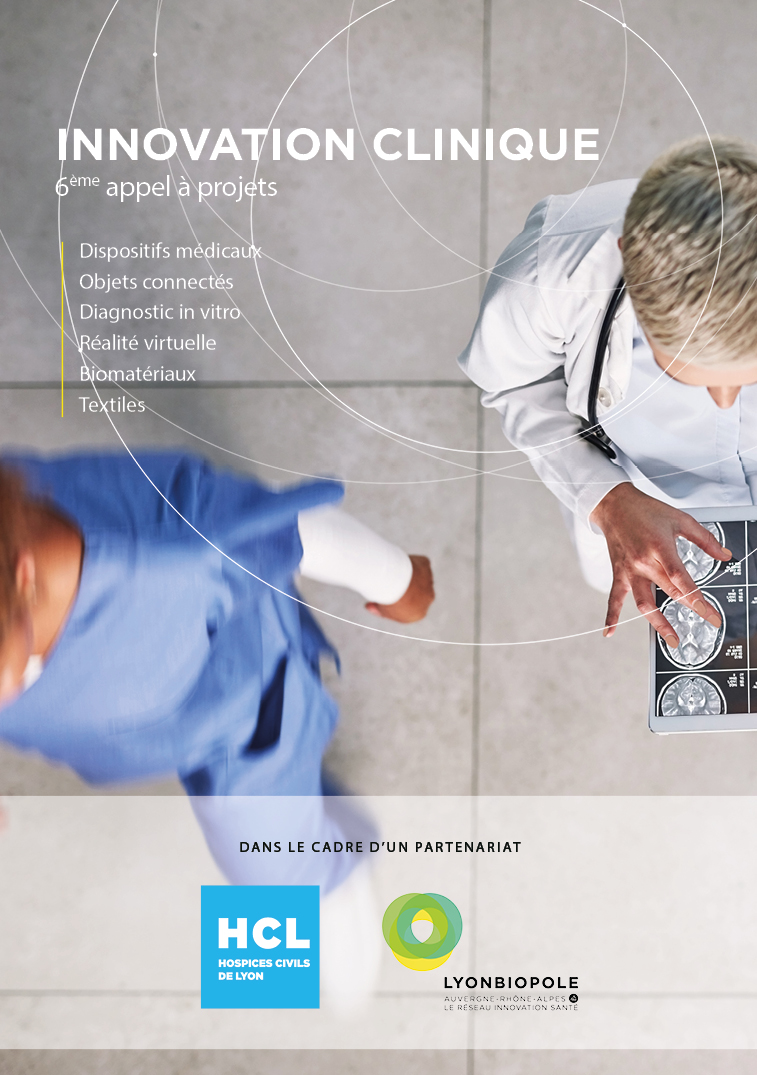 INNOVATION CLINIQUE
6ème appel à projets
Dispositifs médicaux
Objets connectés
Diagnostic in vitro
Réalité virtuelle
Biomatériaux
Textiles
DANS LE CADRE D'UN PARTENARIAT
HCL
HOSPICES CIVILS
DE LYON
LYONBIOPOLE
AUVERGNE-RHÔNE-ALPES
LE RÉSEAU INNOVATION SANTÉ